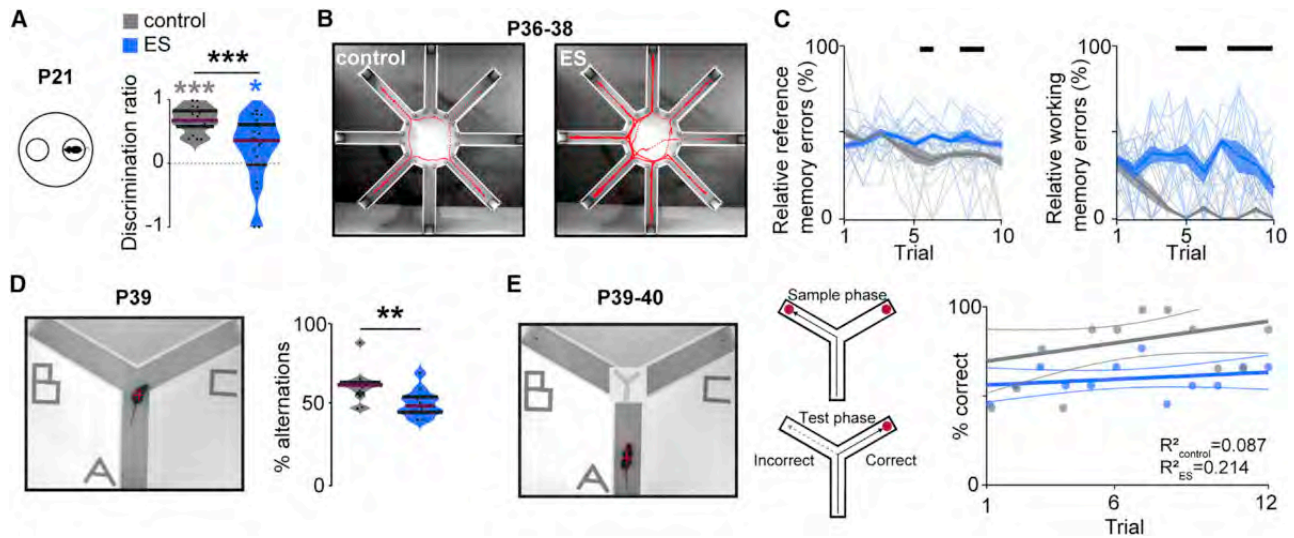 A
control
ES
P21
Discrimination ratio
1
0
-1
***
***
*
B
P36-38
control
ES
C
Relative reference
memory errors (%)
100
0
1
5
10
Trial
Relative working
memory errors (%)
100
0
1
5
10
Trial
D
P39
B
C
A
% alternations
100
50
0
**
E
P39-40
B
Y
C
A
Sample phase
Test phase
Incorrect
Correct
% correct
100
0
R²control=0.087
R²ES=0.214
1
6
12
Trial